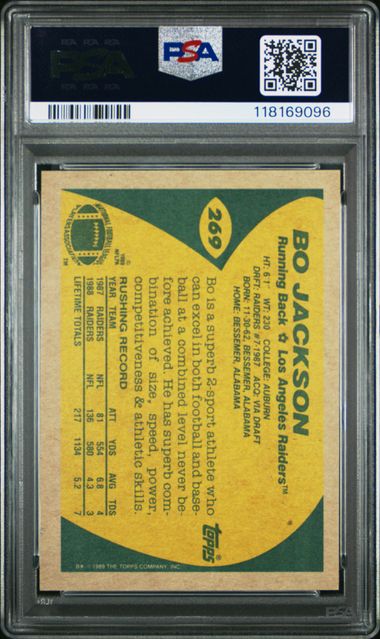 PSA
PSA
118169096
269
BO JACKSON
Running Back ✩ Los Angeles Raiders™
HT: 6'1" WT: 230 COLLEGE: AUBURN
DRFT: RAIDERS #7-1987 ACQ: VIA DRAFT
BORN: 11-30-62, BESSEMER, ALABAMA
HOME: BESSEMER, ALABAMA
Bo is a superb 2-sport athlete who
can excel in both football and base-
ball at a combined level never be-
fore achieved. He has superb com-
bination of size, speed, power,
competitiveness & athletic skills.
RUSHING RECORD
YEAR TEAM ATT YDS AVG TDS
1987 RAIDERS NFL 81 554 6.8 4
1988 RAIDERS NFL 136 580 4.3 3
LIFETIME TOTALS 217 1134 5.2 7
© 1988
NFLPA
TM
topps
® © 1989 THE TOPPS COMPANY, INC.